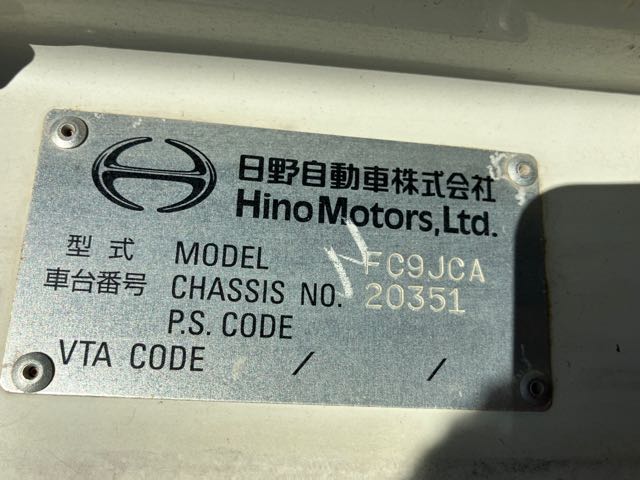 日野自動車株式会社
Hino Motors, Ltd.
型式 MODEL FC9JCA
車台番号 CHASSIS NO. 20351
P.S. CODE
VTA CODE / /